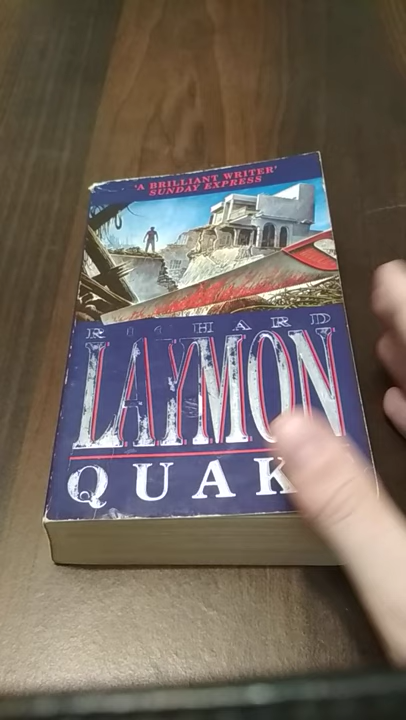 'A BRILLIANT WRITER'
SUNDAY EXPRESS
RICHARD
LAYMON
QUAK